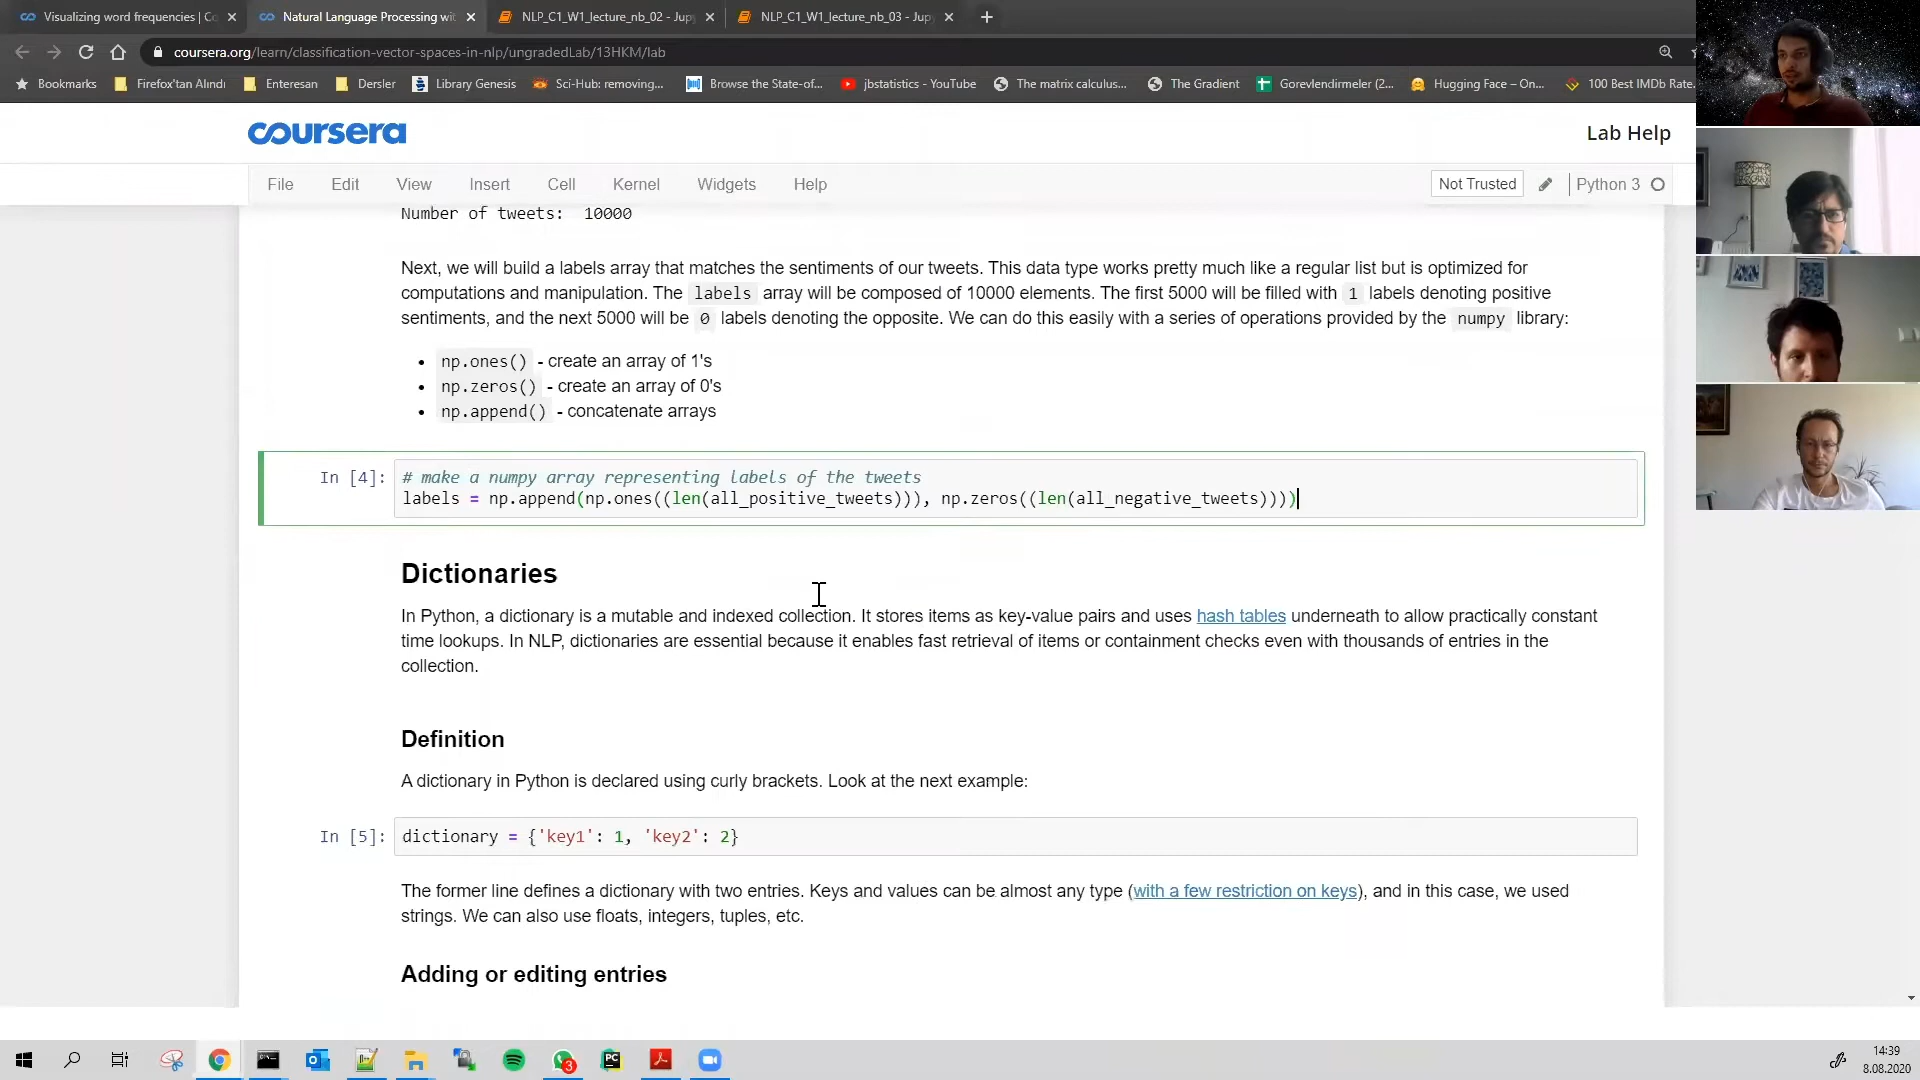 Visualizing word frequencies | Co
Natural Language Processing wit
NLP_C1_W1_lecture_nb_02 - Jup
NLP_C1_W1_lecture_nb_03 - Jup
coursera.org/learn/classification-vector-spaces-in-nlp/ungradedLab/13HKM/lab
Bookmarks
Firefox'tan Alındı
Enteresan
Dersler
Library Genesis
Sci-Hub: removing...
Browse the State-of...
jbstatistics - YouTube
The matrix calculus...
The Gradient
Gorevlendirmeler (2...
Hugging Face – On...
100 Best IMDb Rate.
coursera
Lab Help
File
Edit
View
Insert
Cell
Kernel
Widgets
Help
Not Trusted
Python 3
Number of tweets:  10000
Next, we will build a labels array that matches the sentiments of our tweets. This data type works pretty much like a regular list but is optimized for
computations and manipulation. The labels array will be composed of 10000 elements. The first 5000 will be filled with 1 labels denoting positive
sentiments, and the next 5000 will be 0 labels denoting the opposite. We can do this easily with a series of operations provided by the numpy library:
• np.ones() - create an array of 1's
• np.zeros() - create an array of 0's
• np.append() - concatenate arrays
In [4]:
# make a numpy array representing labels of the tweets
labels = np.append(np.ones((len(all_positive_tweets))), np.zeros((len(all_negative_tweets))))
Dictionaries
In Python, a dictionary is a mutable and indexed collection. It stores items as key-value pairs and uses hash tables underneath to allow practically constant
time lookups. In NLP, dictionaries are essential because it enables fast retrieval of items or containment checks even with thousands of entries in the
collection.
Definition
A dictionary in Python is declared using curly brackets. Look at the next example:
In [5]:
dictionary = {'key1': 1, 'key2': 2}
The former line defines a dictionary with two entries. Keys and values can be almost any type (with a few restriction on keys), and in this case, we used
strings. We can also use floats, integers, tuples, etc.
Adding or editing entries
3
PC
14:39
8.08.2020